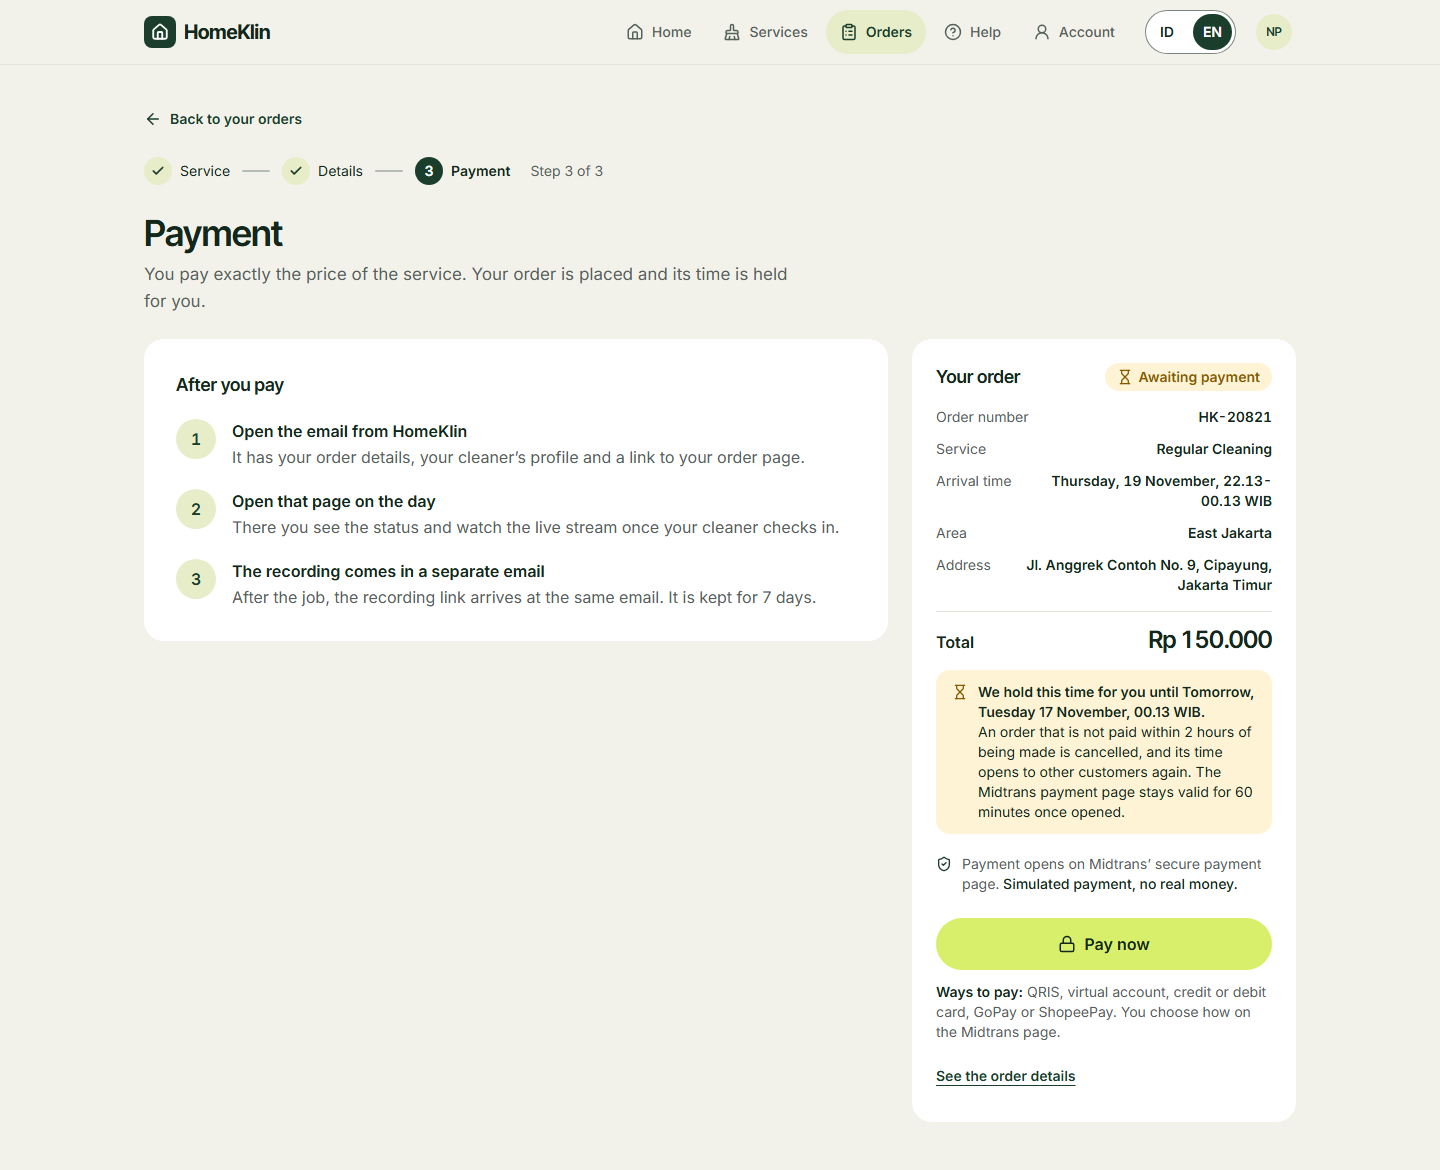 HomeKlin
Home
Services
Orders
Help
Account
ID
EN
NP
Back to your orders
Service
Details
3
Payment
Step 3 of 3
Payment
You pay exactly the price of the service. Your order is placed and its time is held
for you.
After you pay
1
Open the email from HomeKlin
It has your order details, your cleaner’s profile and a link to your order page.
2
Open that page on the day
There you see the status and watch the live stream once your cleaner checks in.
3
The recording comes in a separate email
After the job, the recording link arrives at the same email. It is kept for 7 days.
Your order
Awaiting payment
Order number
HK-20821
Service
Regular Cleaning
Arrival time
Thursday, 19 November, 22.13-
00.13 WIB
Area
East Jakarta
Address
Jl. Anggrek Contoh No. 9, Cipayung,
Jakarta Timur
Total
Rp 150.000
We hold this time for you until Tomorrow,
Tuesday 17 November, 00.13 WIB.
An order that is not paid within 2 hours of
being made is cancelled, and its time
opens to other customers again. The
Midtrans payment page stays valid for 60
minutes once opened.
Payment opens on Midtrans’ secure payment
page. Simulated payment, no real money.
Pay now
Ways to pay: QRIS, virtual account, credit or debit
card, GoPay or ShopeePay. You choose how on
the Midtrans page.
See the order details